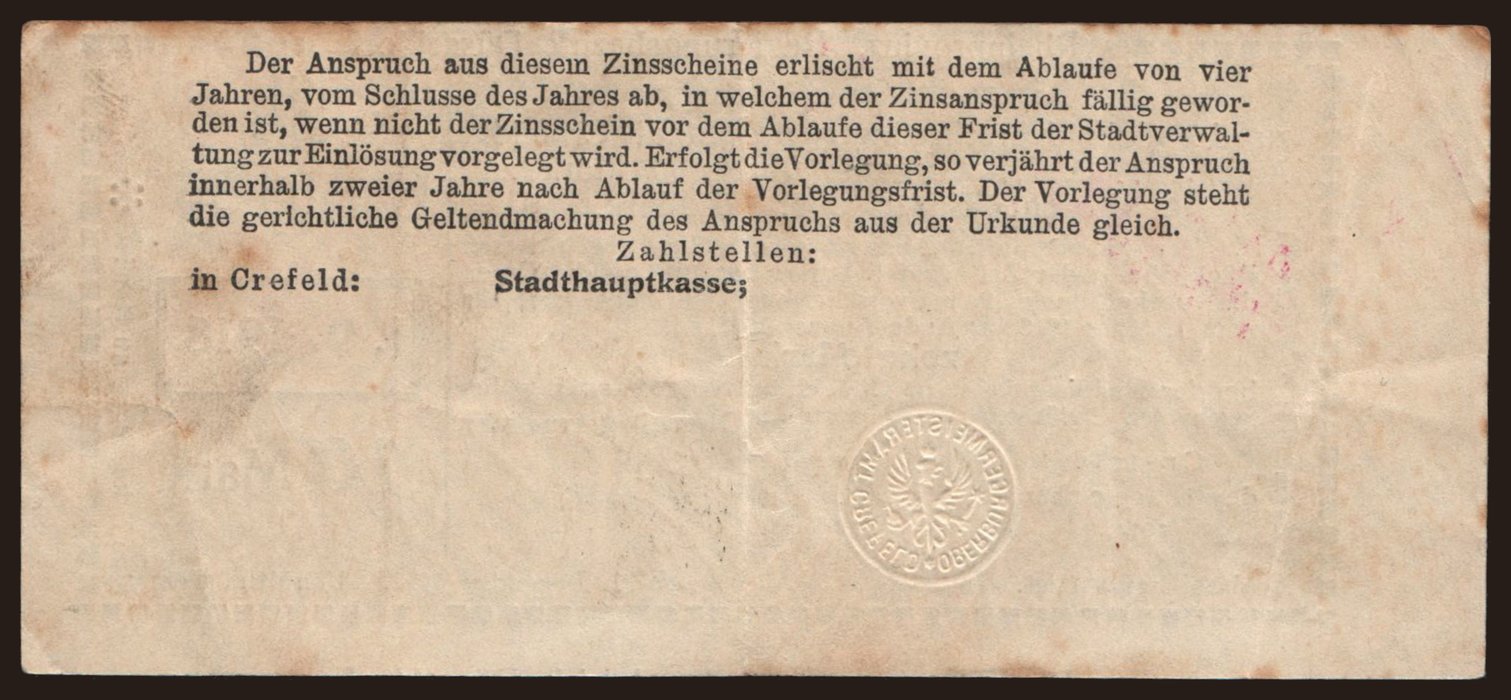 Der Anspruch aus diesem Zinsscheine erlischt mit dem Ablaufe von vier
Jahren, vom Schlusse des Jahres ab, in welchem der Zinsanspruch fällig gewor-
den ist, wenn nicht der Zinsschein vor dem Ablaufe dieser Frist der Stadtverwal-
tung zur Einlösung vorgelegt wird. Erfolgt die Vorlegung, so verjährt der Anspruch
innerhalb zweier Jahre nach Ablauf der Vorlegungsfrist. Der Vorlegung steht
die gerichtliche Geltendmachung des Anspruchs aus der Urkunde gleich.
Zahlstellen:
in Crefeld: Stadthauptkasse;
OBERBÜRGERMEISTERAMT CREFELD